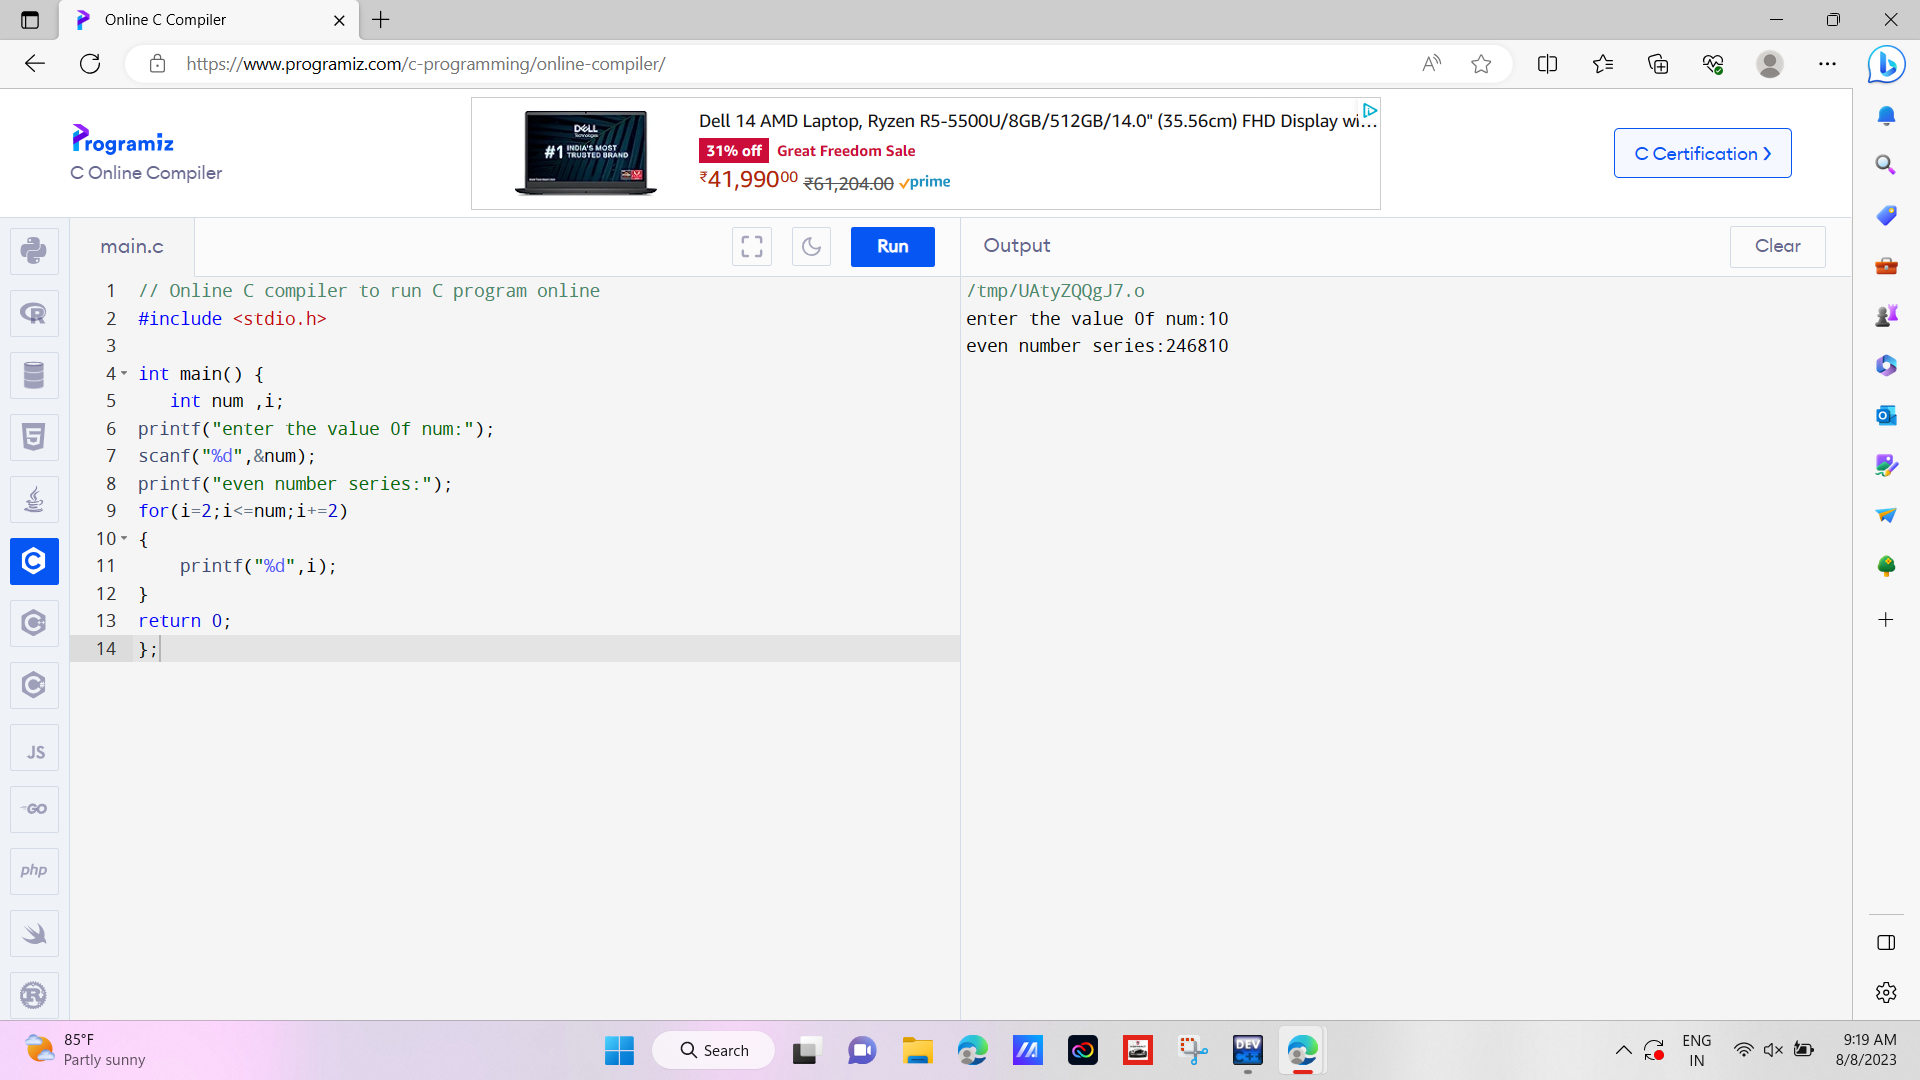 Online C Compiler
https://www.programiz.com/c-programming/online-compiler/
Programiz
C Online Compiler
DELL
Technologies
#1 INDIA'S MOST
TRUSTED BRAND
Dell 14 AMD Laptop, Ryzen R5-5500U/8GB/512GB/14.0" (35.56cm) FHD Display wi...
31% off Great Freedom Sale
₹41,990⁰⁰ ₹61,204.00 prime
C Certification ❯
main.c
Run
Output
Clear
1 // Online C compiler to run C program online
2 #include <stdio.h>
3
4 int main() {
5 int num ,i;
6 printf("enter the value Of num:");
7 scanf("%d",&num);
8 printf("even number series:");
9 for(i=2;i<=num;i+=2)
10 {
11 printf("%d",i);
12 }
13 return 0;
14 };
/tmp/UAtyZQQgJ7.o
enter the value Of num:10
even number series:246810
JS
GO
php
85°F
Partly sunny
Search
DEV
C++
ENG
IN
9:19 AM
8/8/2023